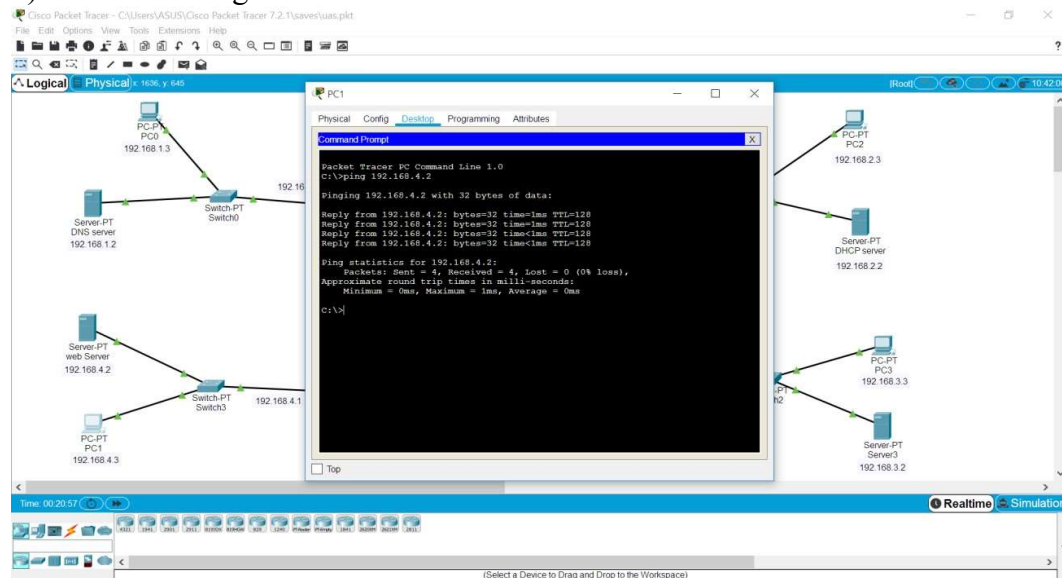 Cisco Packet Tracer - C:\Users\ASUS\Cisco Packet Tracer 7.2.1\saves\uas.pkt
File Edit Options View Tools Extensions Help
Logical Physical x: 1636, y: 645
[Root] 10:42:00
PC1
Physical Config Desktop Programming Attributes
Command Prompt X
Packet Tracer PC Command Line 1.0
C:\>ping 192.168.4.2
Pinging 192.168.4.2 with 32 bytes of data:
Reply from 192.168.4.2: bytes=32 time=1ms TTL=128
Reply from 192.168.4.2: bytes=32 time<1ms TTL=128
Reply from 192.168.4.2: bytes=32 time<1ms TTL=128
Reply from 192.168.4.2: bytes=32 time<1ms TTL=128
Ping statistics for 192.168.4.2:
Packets: Sent = 4, Received = 4, Lost = 0 (0% loss),
Approximate round trip times in milli-seconds:
Minimum = 0ms, Maximum = 1ms, Average = 0ms
C:\>
Top
PC-PT
PC0
192.168.1.3
Switch-PT
Switch0
192.16
Server-PT
DNS server
192.168.1.2
Server-PT
web Server
192.168.4.2
Switch-PT
Switch3
192.168.4.1
PC-PT
PC1
192.168.4.3
PC-PT
PC2
192.168.2.3
Server-PT
DHCP server
192.168.2.2
PC-PT
PC3
192.168.3.3
-PT
h2
Server-PT
Server3
192.168.3.2
Time: 00:20:57
Realtime Simulation
(Select a Device to Drag and Drop to the Workspace)